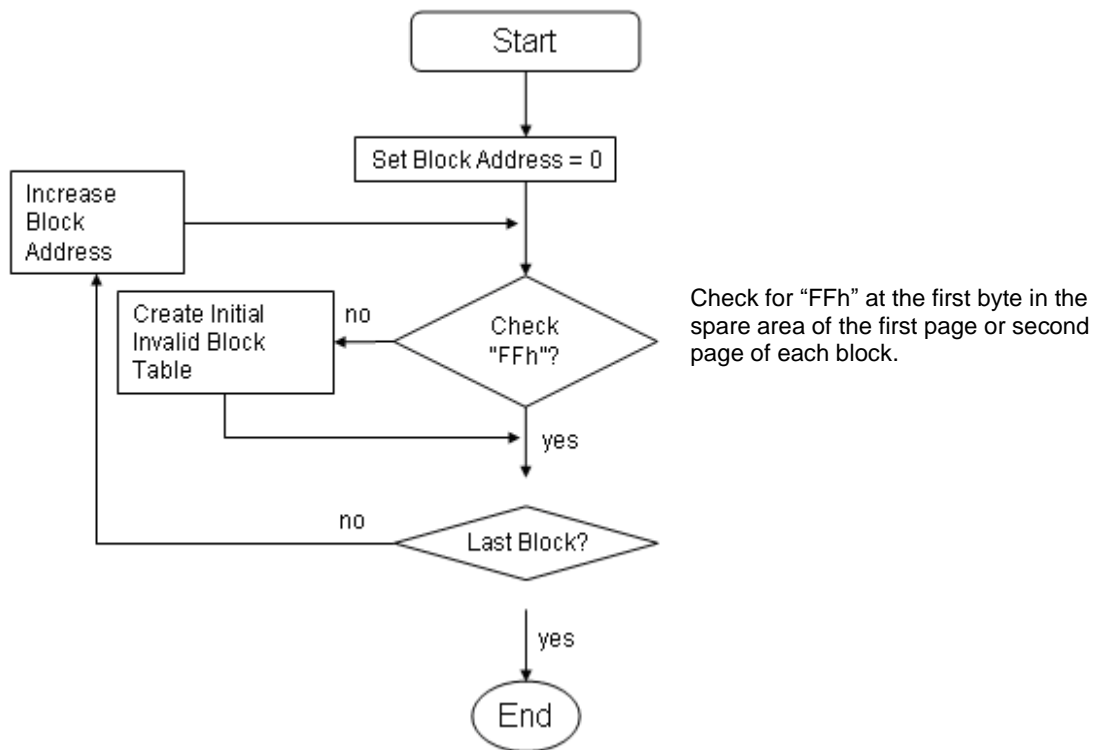 Start
Set Block Address = 0
Increase
Block
Address
Create Initial
Invalid Block
Table
no
Check
"FFh"?
Check for “FFh” at the first byte in the
spare area of the first page or second
page of each block.
yes
no
Last Block?
yes
End